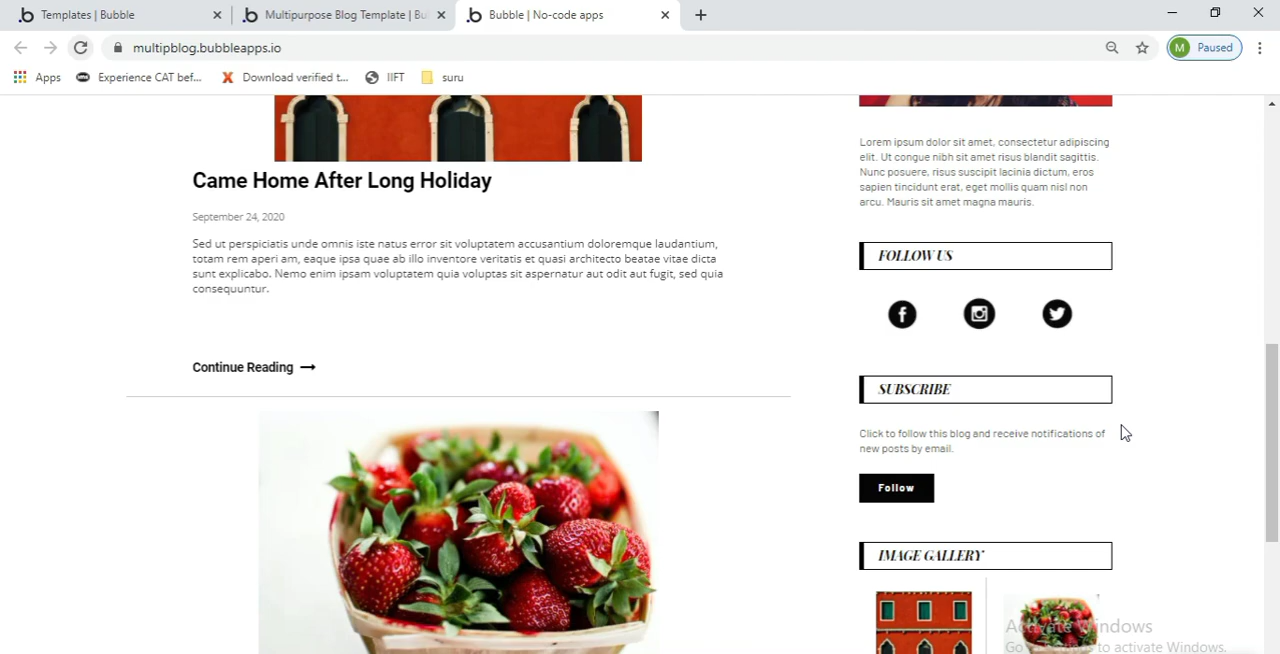 Templates | Bubble
Multipurpose Blog Template | Bu
Bubble | No-code apps
multipblog.bubbleapps.io
M Paused
Apps
Experience CAT bef...
Download verified t...
IIFT
suru
Came Home After Long Holiday
September 24, 2020
Sed ut perspiciatis unde omnis iste natus error sit voluptatem accusantium doloremque laudantium,
totam rem aperi am, eaque ipsa quae ab illo inventore veritatis et quasi architecto beatae vitae dicta
sunt explicabo. Nemo enim ipsam voluptatem quia voluptas sit aspernatur aut odit aut fugit, sed quia
consequuntur.
Continue Reading
Lorem ipsum dolor sit amet, consectetur adipiscing
elit. Ut congue nibh sit amet risus blandit sagittis.
Nunc posuere, risus suscipit lacinia dictum, eros
sapien tincidunt erat, eget mollis quam nisl non
arcu. Mauris sit amet magna mauris.
FOLLOW US
SUBSCRIBE
Click to follow this blog and receive notifications of
new posts by email.
Follow
IMAGE GALLERY
Activate Windows
Go to Settings to activate Windows.